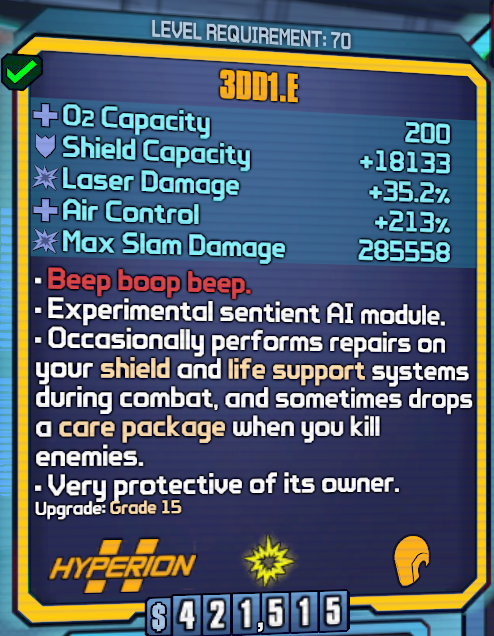 LEVEL REQUIREMENT: 70
3DD1.E
O2 Capacity 200
Shield Capacity +18133
Laser Damage +35.2%
Air Control +213%
Max Slam Damage 285558
• Beep boop beep.
• Experimental sentient AI module.
• Occasionally performs repairs on
your shield and life support systems
during combat, and sometimes drops
a care package when you kill
enemies.
• Very protective of its owner.
Upgrade: Grade 15
HYPERION
$ 421,515